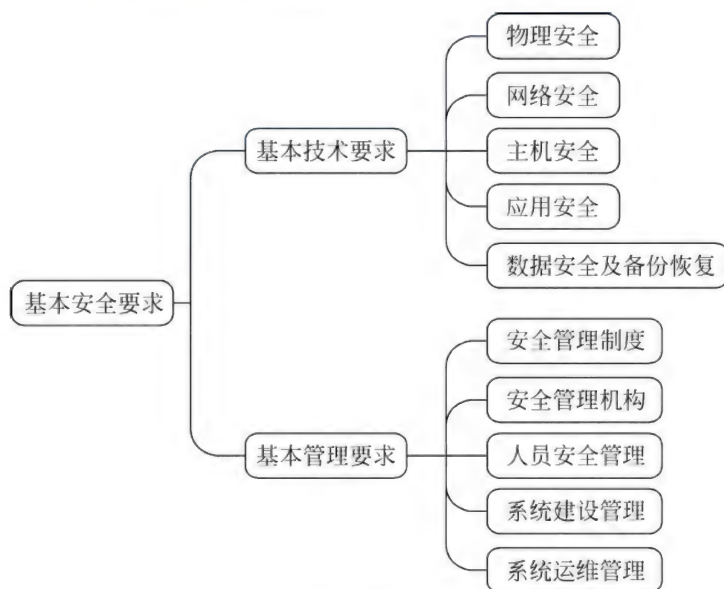 基本安全要求
基本技术要求
物理安全
网络安全
主机安全
应用安全
数据安全及备份恢复
基本管理要求
安全管理制度
安全管理机构
人员安全管理
系统建设管理
系统运维管理